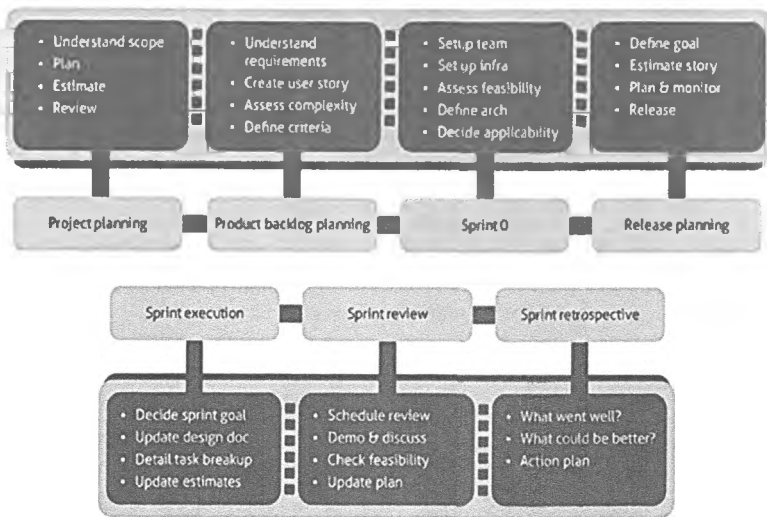 • Understand scope
• Plan
• Estimate
• Review
• Understand
requirements
• Create user story
• Assess complexity
• Define criteria
• Setup team
• Set up infra
• Assess feasibility
• Define arch
• Decide applicability
• Define goal
• Estimate story
• Plan & monitor
• Release
Project planning
Product backlog planning
Sprint 0
Release planning
Sprint execution
Sprint review
Sprint retrospective
• Decide sprint goal
• Update design doc
• Detail task breakup
• Update estimates
• Schedule review
• Demo & discuss
• Check feasibility
• Update plan
• What went well?
• What could be better?
• Action plan